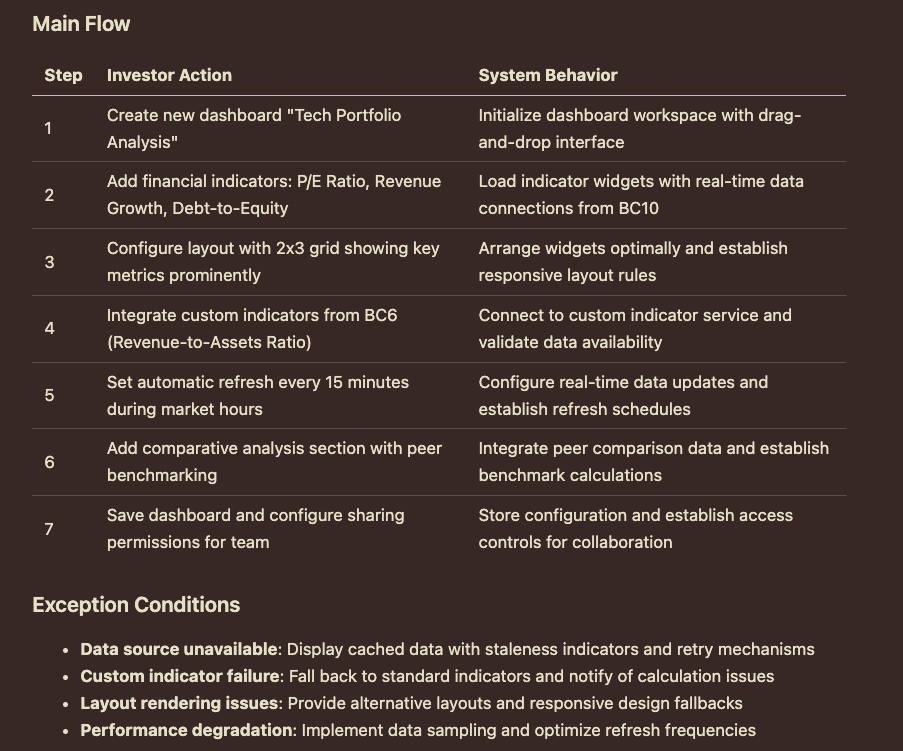 Main Flow
Step Investor Action System Behavior
1 Create new dashboard "Tech Portfolio Analysis" Initialize dashboard workspace with drag-and-drop interface
2 Add financial indicators: P/E Ratio, Revenue Growth, Debt-to-Equity Load indicator widgets with real-time data connections from BC10
3 Configure layout with 2x3 grid showing key metrics prominently Arrange widgets optimally and establish responsive layout rules
4 Integrate custom indicators from BC6 (Revenue-to-Assets Ratio) Connect to custom indicator service and validate data availability
5 Set automatic refresh every 15 minutes during market hours Configure real-time data updates and establish refresh schedules
6 Add comparative analysis section with peer benchmarking Integrate peer comparison data and establish benchmark calculations
7 Save dashboard and configure sharing permissions for team Store configuration and establish access controls for collaboration
Exception Conditions
• Data source unavailable: Display cached data with staleness indicators and retry mechanisms
• Custom indicator failure: Fall back to standard indicators and notify of calculation issues
• Layout rendering issues: Provide alternative layouts and responsive design fallbacks
• Performance degradation: Implement data sampling and optimize refresh frequencies